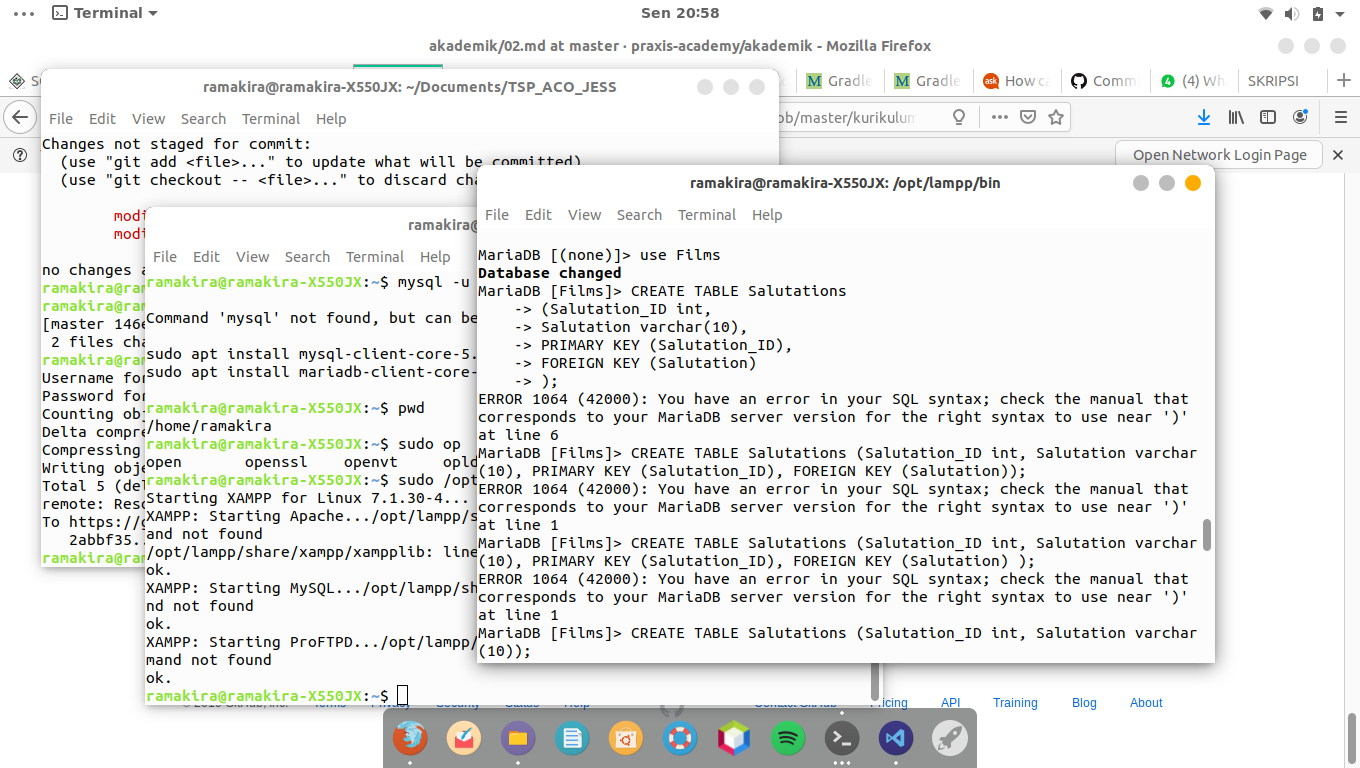 Terminal
Sen 20:58
akademik/02.md at master · praxis-academy/akademik - Mozilla Firefox
Gradle
Gradle
How ca
Comm
(4) Wh
SKRIPSI
ob/master/kurikulum
Open Network Login Page
ramakira@ramakira-X550JX: ~/Documents/TSP_ACO_JESS
File Edit View Search Terminal Help
Changes not staged for commit:
(use "git add <file>..." to update what will be committed)
(use "git checkout -- <file>..." to discard cha
modi
modi
no changes a
ramakira@ram
ramakira@ram
[master 146e
2 files cha
ramakira@ram
Username for
Password for
Counting obj
Delta compre
Compressing
Writing obje
Total 5 (del
remote: Reso
To https://g
2abbf35..
ramakira@ram
ramakira@
File Edit View Search Terminal Help
ramakira@ramakira-X550JX:~$ mysql -u
Command 'mysql' not found, but can be
sudo apt install mysql-client-core-5.
sudo apt install mariadb-client-core-
ramakira@ramakira-X550JX:~$ pwd
/home/ramakira
ramakira@ramakira-X550JX:~$ sudo op
open openssl openvt opld
ramakira@ramakira-X550JX:~$ sudo /opt
Starting XAMPP for Linux 7.1.30-4...
XAMPP: Starting Apache.../opt/lampp/s
and not found
/opt/lampp/share/xampp/xampplib: line
ok.
XAMPP: Starting MySQL.../opt/lampp/sh
nd not found
ok.
XAMPP: Starting ProFTPD.../opt/lampp/
mand not found
ok.
ramakira@ramakira-X550JX:~$
ramakira@ramakira-X550JX: /opt/lampp/bin
File Edit View Search Terminal Help
MariaDB [(none)]> use Films
Database changed
MariaDB [Films]> CREATE TABLE Salutations
-> (Salutation_ID int,
-> Salutation varchar(10),
-> PRIMARY KEY (Salutation_ID),
-> FOREIGN KEY (Salutation)
-> );
ERROR 1064 (42000): You have an error in your SQL syntax; check the manual that
corresponds to your MariaDB server version for the right syntax to use near ')'
at line 6
MariaDB [Films]> CREATE TABLE Salutations (Salutation_ID int, Salutation varchar
(10), PRIMARY KEY (Salutation_ID), FOREIGN KEY (Salutation));
ERROR 1064 (42000): You have an error in your SQL syntax; check the manual that
corresponds to your MariaDB server version for the right syntax to use near ')'
at line 1
MariaDB [Films]> CREATE TABLE Salutations (Salutation_ID int, Salutation varchar
(10), PRIMARY KEY (Salutation_ID), FOREIGN KEY (Salutation) );
ERROR 1064 (42000): You have an error in your SQL syntax; check the manual that
corresponds to your MariaDB server version for the right syntax to use near ')'
at line 1
MariaDB [Films]> CREATE TABLE Salutations (Salutation_ID int, Salutation varchar
(10));
Pricing API Training Blog About